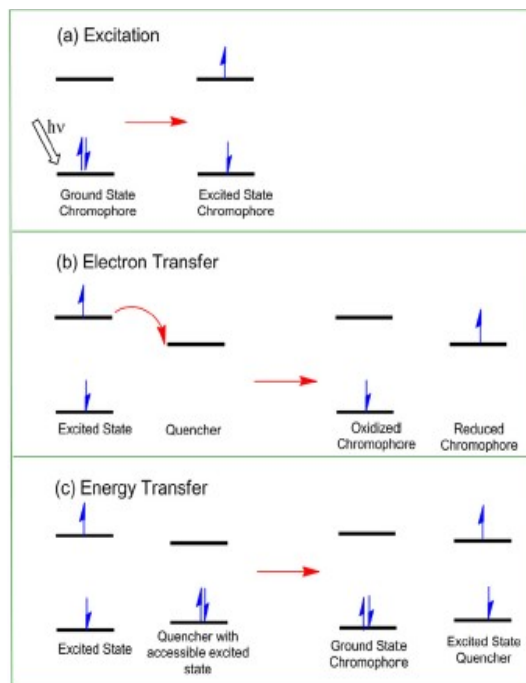 (a) Excitation
hν
Ground State
Chromophore
Excited State
Chromophore
(b) Electron Transfer
Excited State
Quencher
Oxidized
Chromophore
Reduced
Chromophore
(c) Energy Transfer
Excited State
Quencher with
accessible excited
state
Ground State
Chromophore
Excited State
Quencher